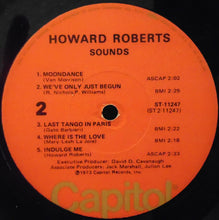 HOWARD ROBERTS
SOUNDS
1. MOONDANCE
(Van Morrison) ASCAP 2:02
2. WE'VE ONLY JUST BEGUN
(R. Nichols-P. Williams) BMI 2:29
2
ST-11247
(ST 2-11247)
3. LAST TANGO IN PARIS
(Gato Barbieri) BMI 2:22
4. WHERE IS THE LOVE
(Mary Leah La Joie) BMI 2:18
5. INDULGE ME
(Howard Roberts) ASCAP 2:33
Executive Producer: David D. Cavanaugh
Associate Producers: Jack Marshall, Julian Lee
℗1973 Capitol Records, Inc.
Capitol